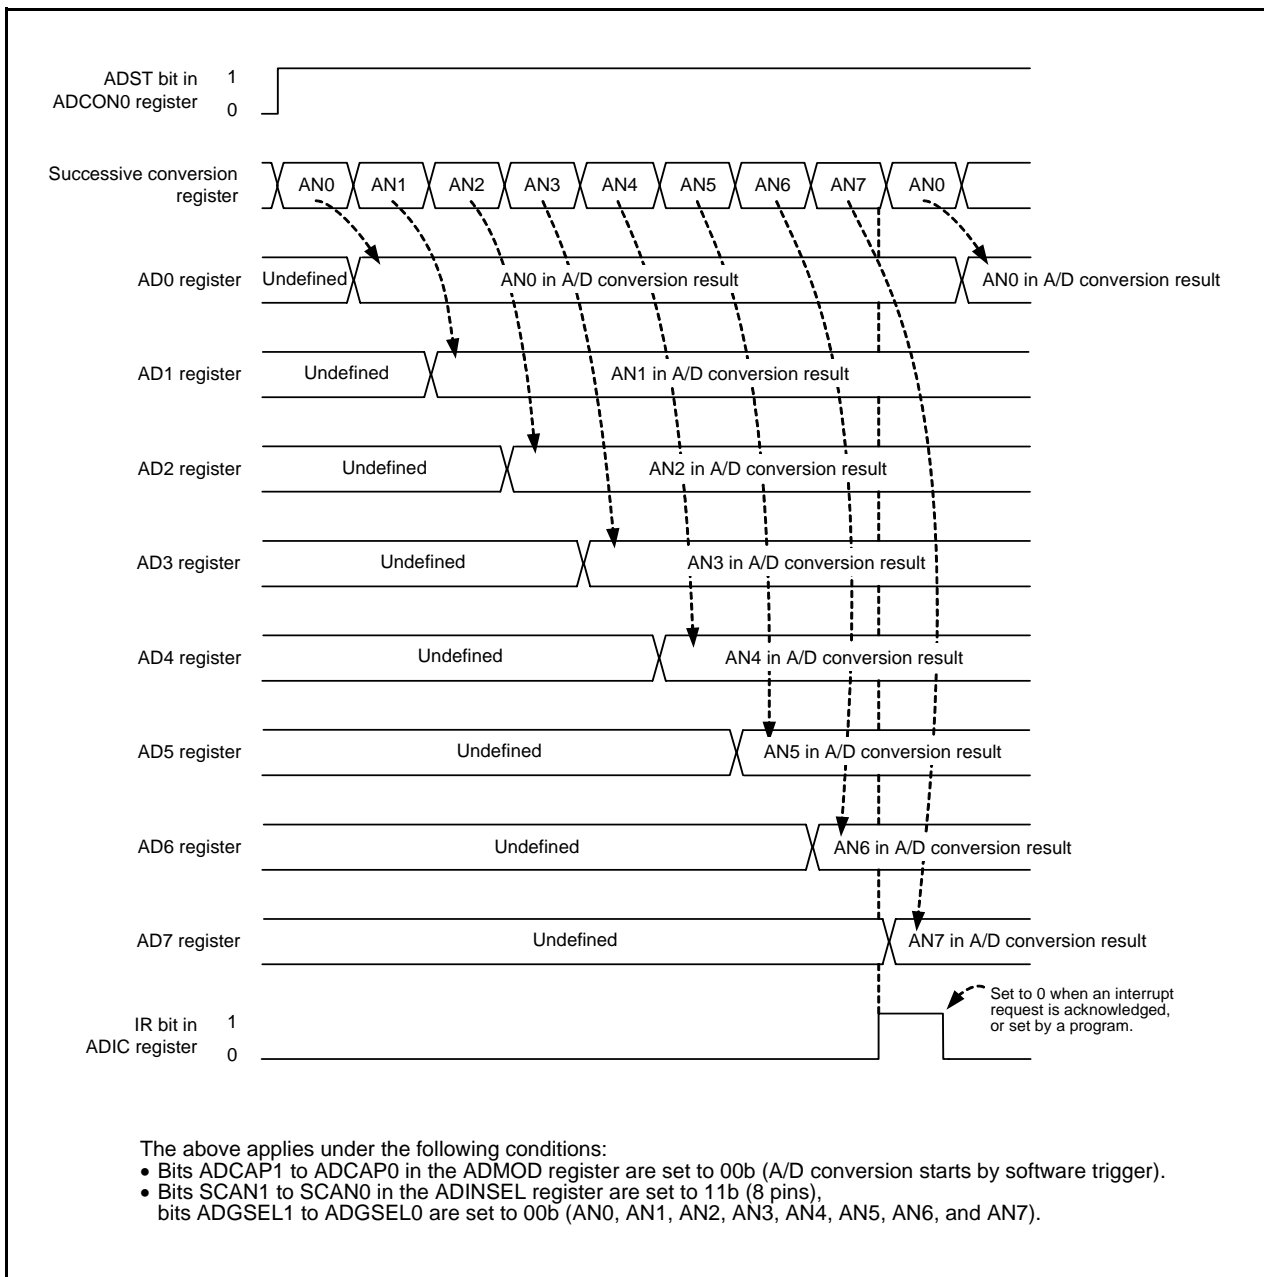 ADST bit in
ADCON0 register
1
0
Successive conversion
register
AN0 AN1 AN2 AN3 AN4 AN5 AN6 AN7 AN0
AD0 register Undefined AN0 in A/D conversion result AN0 in A/D conversion result
AD1 register Undefined AN1 in A/D conversion result
AD2 register Undefined AN2 in A/D conversion result
AD3 register Undefined AN3 in A/D conversion result
AD4 register Undefined AN4 in A/D conversion result
AD5 register Undefined AN5 in A/D conversion result
AD6 register Undefined AN6 in A/D conversion result
AD7 register Undefined AN7 in A/D conversion result
IR bit in
ADIC register
1
0
Set to 0 when an interrupt
request is acknowledged,
or set by a program.
The above applies under the following conditions:
• Bits ADCAP1 to ADCAP0 in the ADMOD register are set to 00b (A/D conversion starts by software trigger).
• Bits SCAN1 to SCAN0 in the ADINSEL register are set to 11b (8 pins),
bits ADGSEL1 to ADGSEL0 are set to 00b (AN0, AN1, AN2, AN3, AN4, AN5, AN6, and AN7).